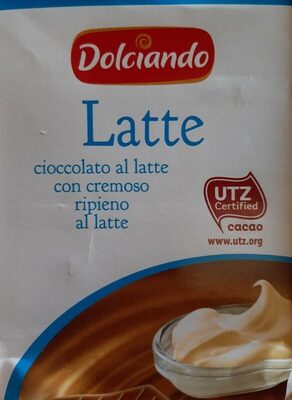 Dolciando
Latte
cioccolato al latte
con cremoso
ripieno
al latte
UTZ
Certified
cacao
www.utz.org